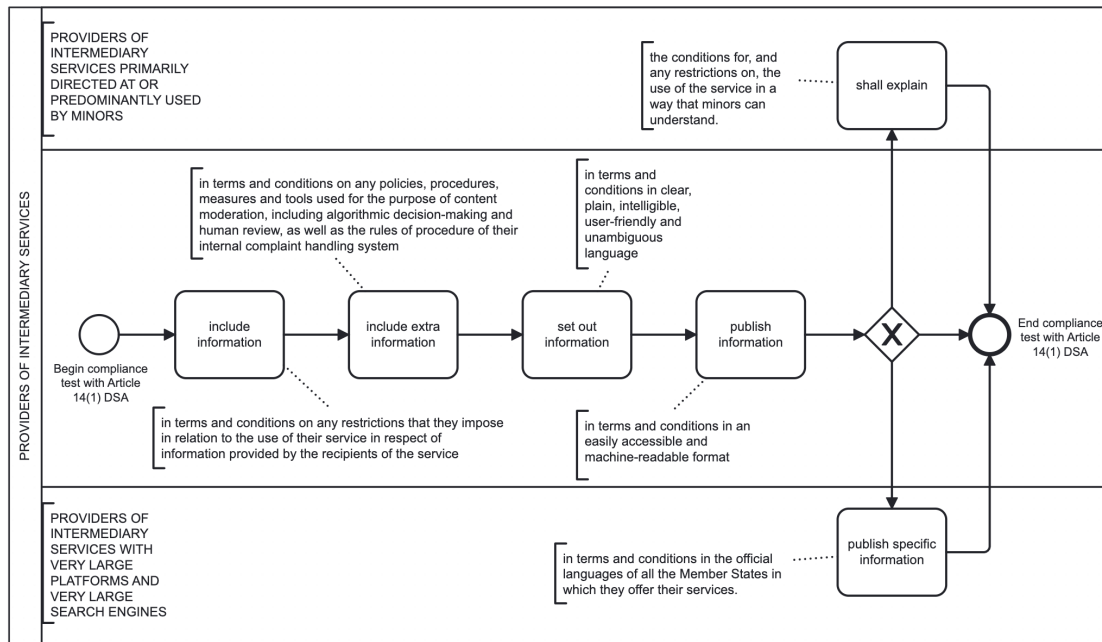 PROVIDERS OF INTERMEDIARY SERVICES
PROVIDERS OF
INTERMEDIARY
SERVICES PRIMARILY
DIRECTED AT OR
PREDOMINANTLY USED
BY MINORS
the conditions for, and
any restrictions on, the
use of the service in a
way that minors can
understand.
shall explain
in terms and conditions on any policies, procedures,
measures and tools used for the purpose of content
moderation, including algorithmic decision-making and
human review, as well as the rules of procedure of their
internal complaint handling system
in terms and
conditions in clear,
plain, intelligible,
user-friendly and
unambiguous
language
Begin compliance
test with Article
14(1) DSA
include
information
include extra
information
set out
information
publish
information
X
End compliance
test with Article
14(1) DSA
in terms and conditions on any restrictions that they impose
in relation to the use of their service in respect of
information provided by the recipients of the service
in terms and conditions in an
easily accessible and
machine-readable format
PROVIDERS OF
INTERMEDIARY
SERVICES WITH
VERY LARGE
PLATFORMS AND
VERY LARGE
SEARCH ENGINES
in terms and conditions in the official
languages of all the Member States in
which they offer their services.
publish specific
information